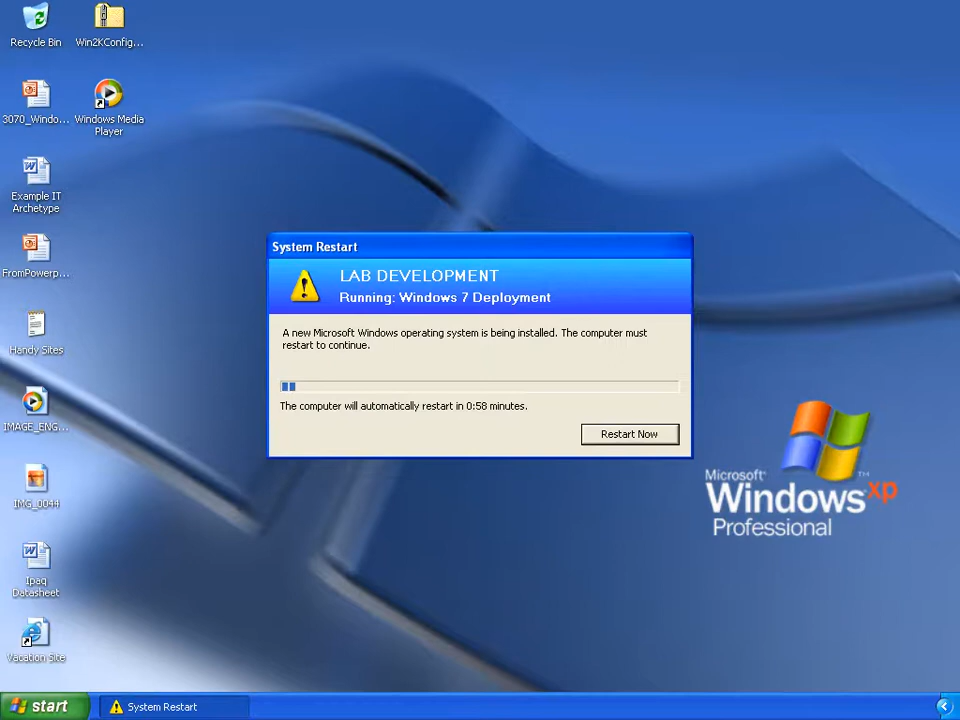 Recycle Bin
Win2KConfig...
3070_Windo...
Windows Media
Player
Example IT
Archetype
FromPowerp...
Handy Sites
IMAGE_ENG...
IMG_0044
Ipaq
Datasheet
Vacation Site
System Restart
LAB DEVELOPMENT
Running: Windows 7 Deployment
A new Microsoft Windows operating system is being installed. The computer must
restart to continue.
The computer will automatically restart in 0:58 minutes.
Restart Now
Microsoft®
Windows xp™
Professional
start
System Restart